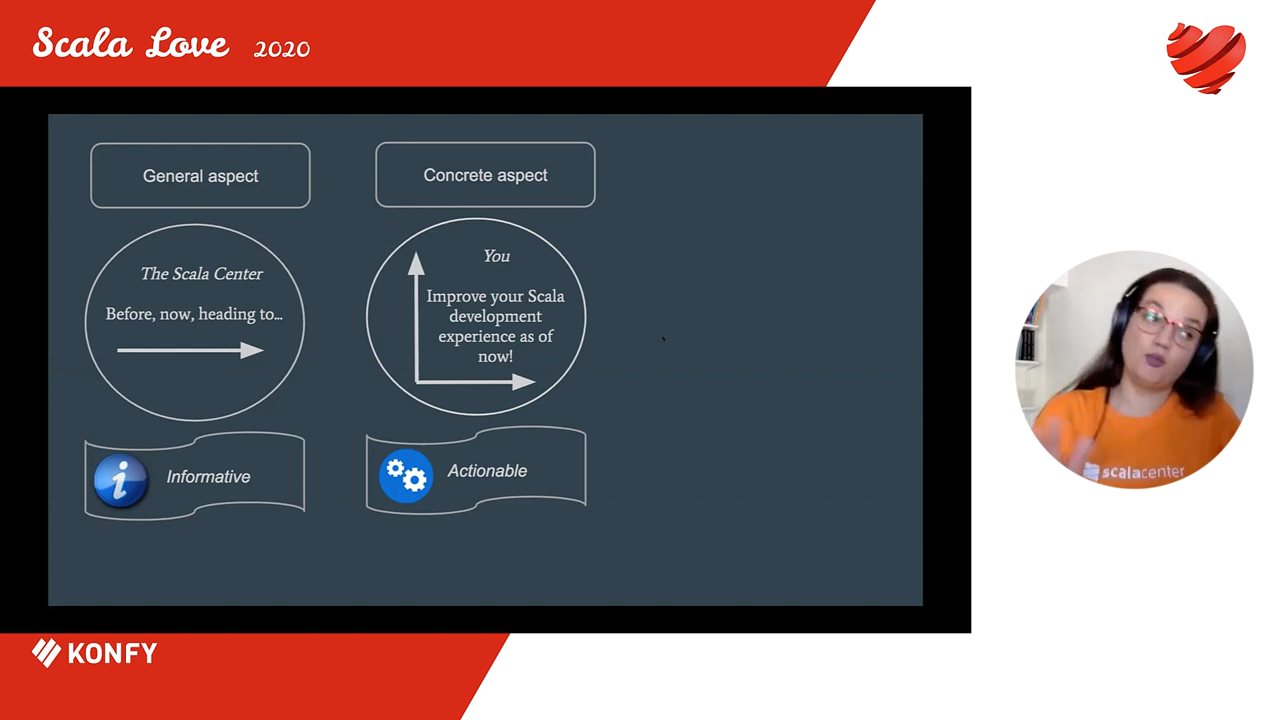 Scala Love 2020
General aspect
The Scala Center
Before, now, heading to...
Informative
Concrete aspect
You
Improve your Scala
development
experience as of
now!
Actionable
scalacenter
KONFY